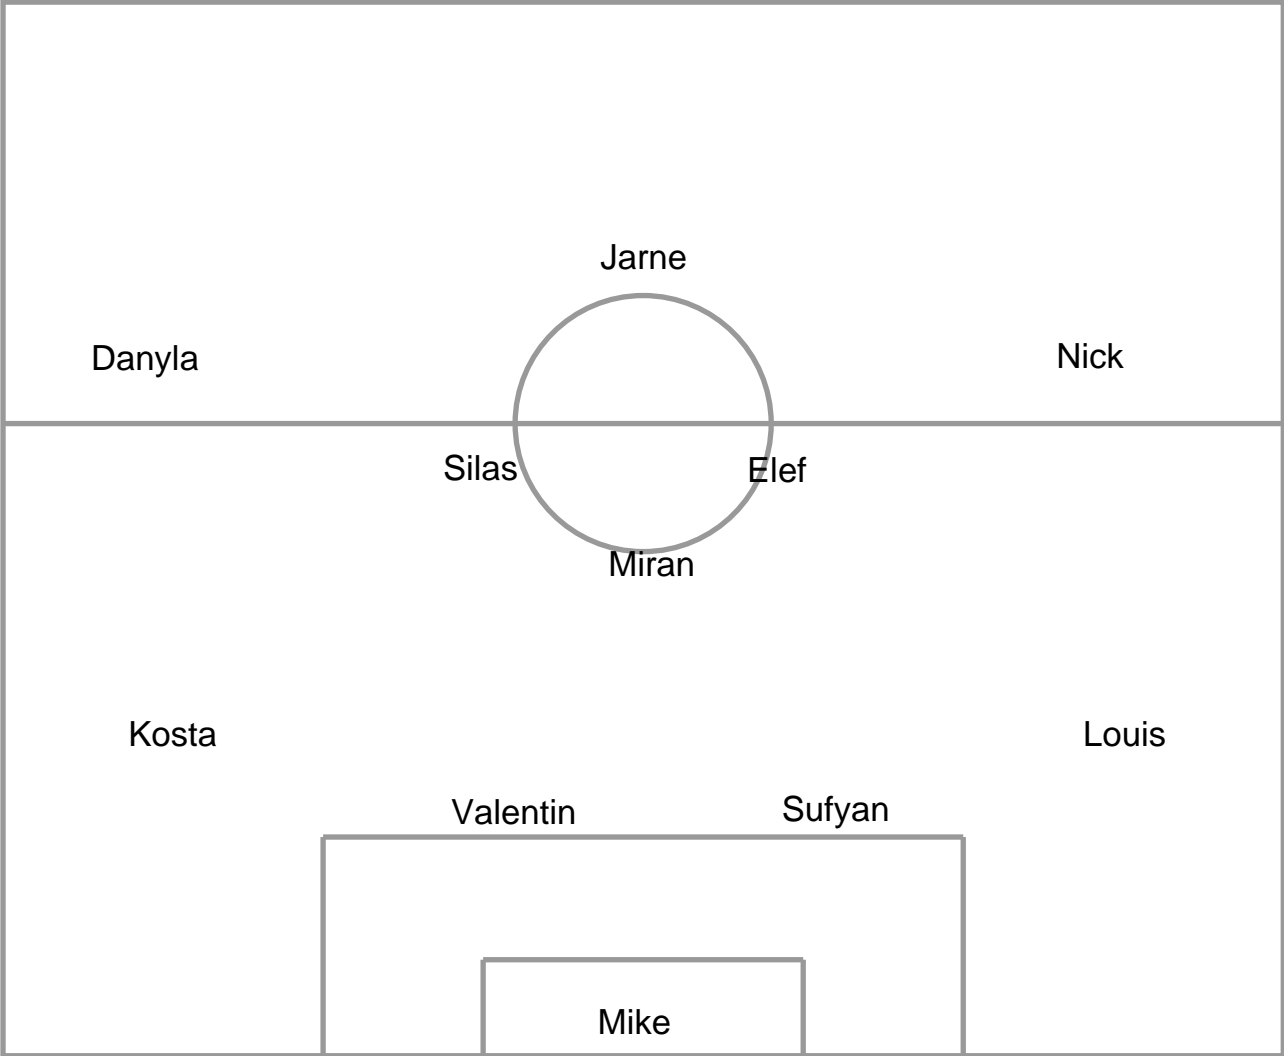 Jarne
Danyla
Nick
Silas
Elef
Miran
Kosta
Louis
Valentin
Sufyan
Mike